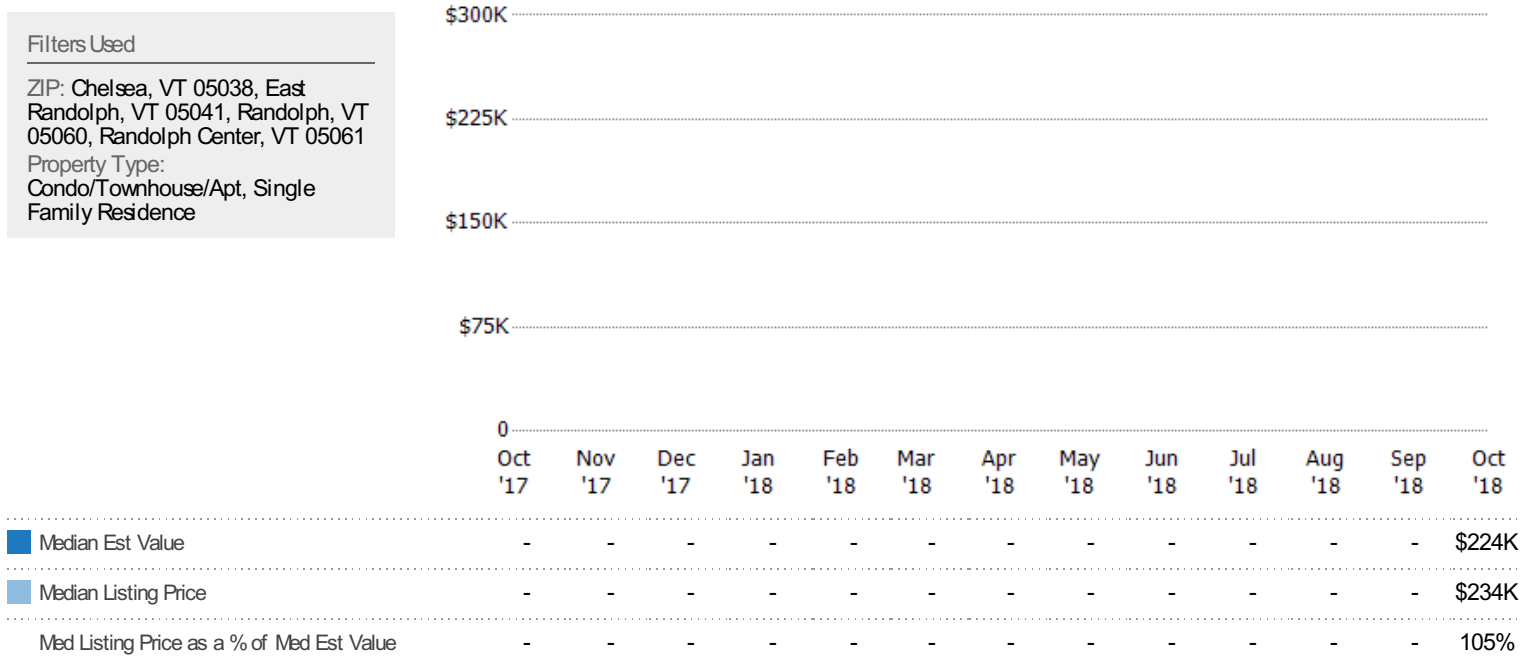 Filters Used
ZIP: Chelsea, VT 05038, East
Randolph, VT 05041, Randolph, VT
05060, Randolph Center, VT 05061
Property Type:
Condo/Townhouse/Apt, Single
Family Residence
$300K
$225K
$150K
$75K
0
Oct Nov Dec Jan Feb Mar Apr May Jun Jul Aug Sep Oct
'17 '17 '17 '18 '18 '18 '18 '18 '18 '18 '18 '18 '18
Median Est Value - - - - - - - - - - - - $224K
Median Listing Price - - - - - - - - - - - - $234K
Med Listing Price as a % of Med Est Value - - - - - - - - - - - - 105%